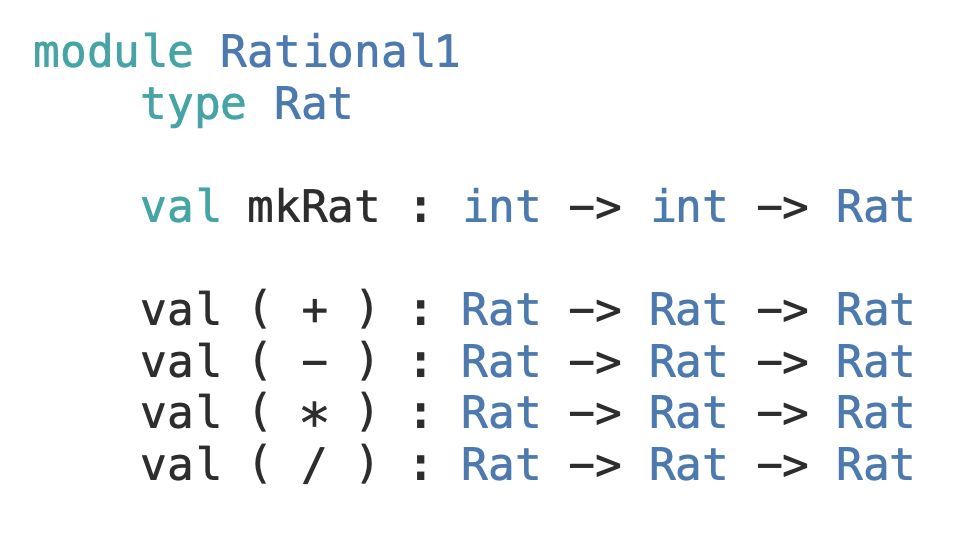 module Rational1
    type Rat

    val mkRat : int -> int -> Rat

    val ( + ) : Rat -> Rat -> Rat
    val ( - ) : Rat -> Rat -> Rat
    val ( * ) : Rat -> Rat -> Rat
    val ( / ) : Rat -> Rat -> Rat